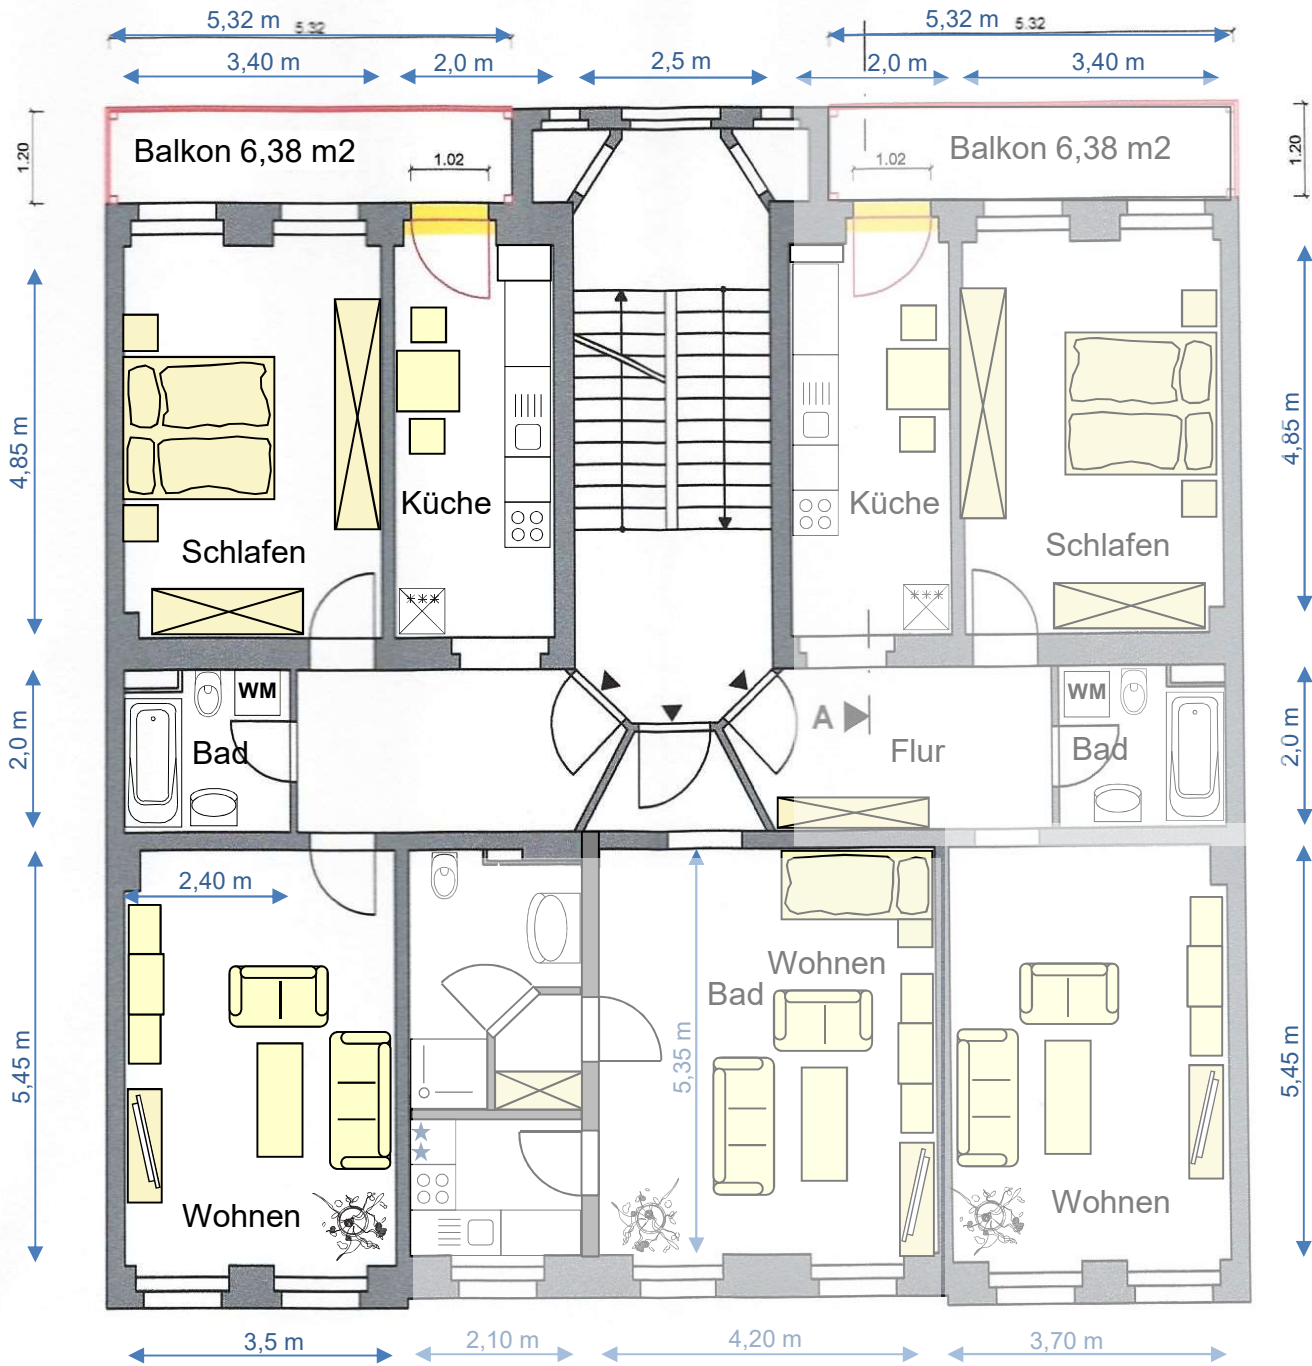 5,32 m
5.32
5,32 m
5.32
3,40 m
2,0 m
2,5 m
2,0 m
3,40 m
1.20
Balkon 6,38 m2
1.02
1.02
Balkon 6,38 m2
1.20
4,85 m
Schlafen
Küche
Küche
Schlafen
4,85 m
2,0 m
WM
Bad
A
Flur
WM
Bad
2,0 m
2,40 m
5,45 m
Wohnen
Bad
Wohnen
5,35 m
Wohnen
5,45 m
3,5 m
2,10 m
4,20 m
3,70 m